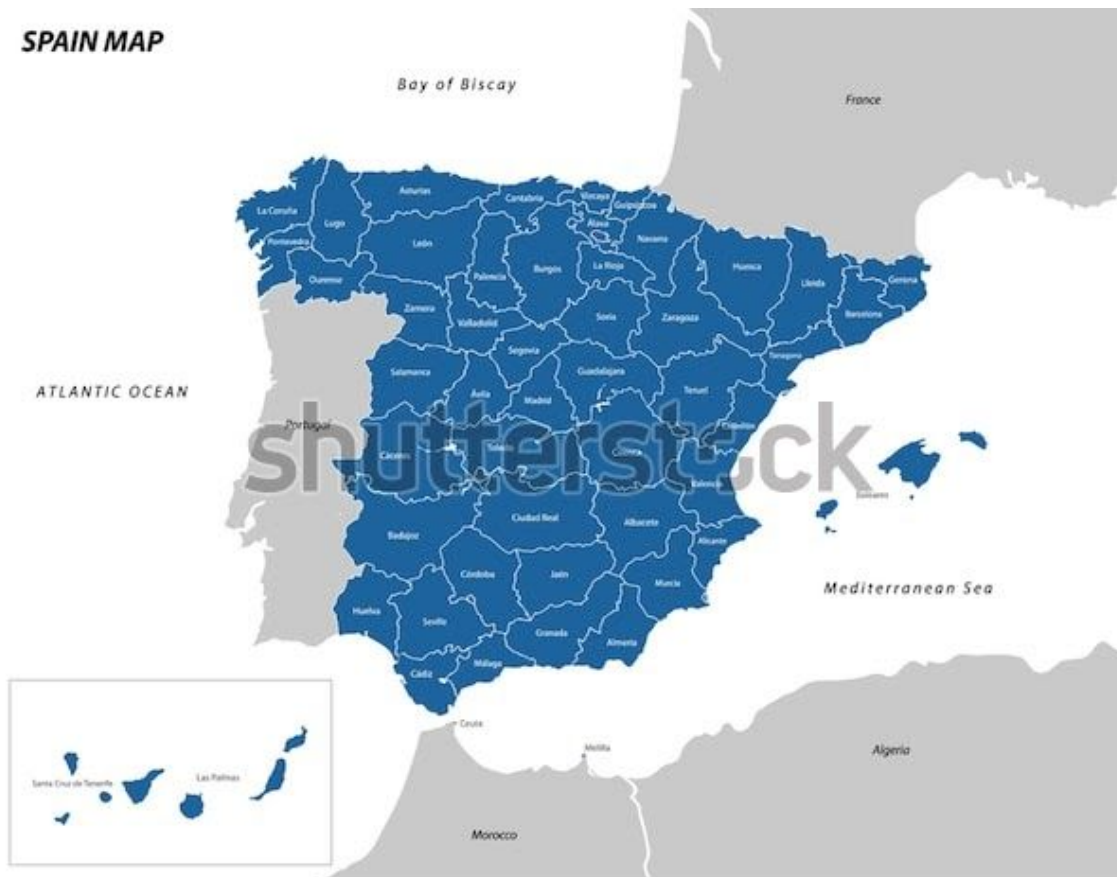 SPAIN MAP
Bay of Biscay
France
Asturias
Cantabria
Vizcaya
Guipúzcoa
La Coruña
Lugo
Álava
Navarra
Pontevedra
León
Ourense
Palencia
Burgos
La Rioja
Huesca
Lleida
Gerona
Zamora
Valladolid
Soria
Zaragoza
Barcelona
Segovia
Tarragona
Salamanca
Guadalajara
Ávila
Madrid
Teruel
ATLANTIC OCEAN
Portugal
shutterstock
Cáceres
Toledo
Cuenca
Castellón
Valencia
Baleares
Ciudad Real
Albacete
Badajoz
Alicante
Córdoba
Jaén
Murcia
Mediterranean Sea
Huelva
Sevilla
Granada
Almería
Málaga
Cádiz
Ceuta
Melilla
Algeria
Santa Cruz de Tenerife
Las Palmas
Morocco